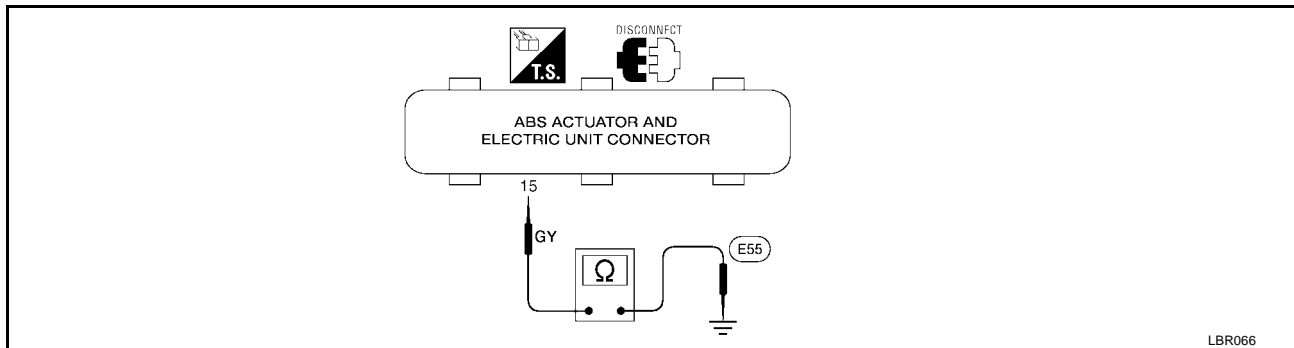 DISCONNECT
T.S.
ABS ACTUATOR AND
ELECTRIC UNIT CONNECTOR
15
GY
E55
Ω
LBR066